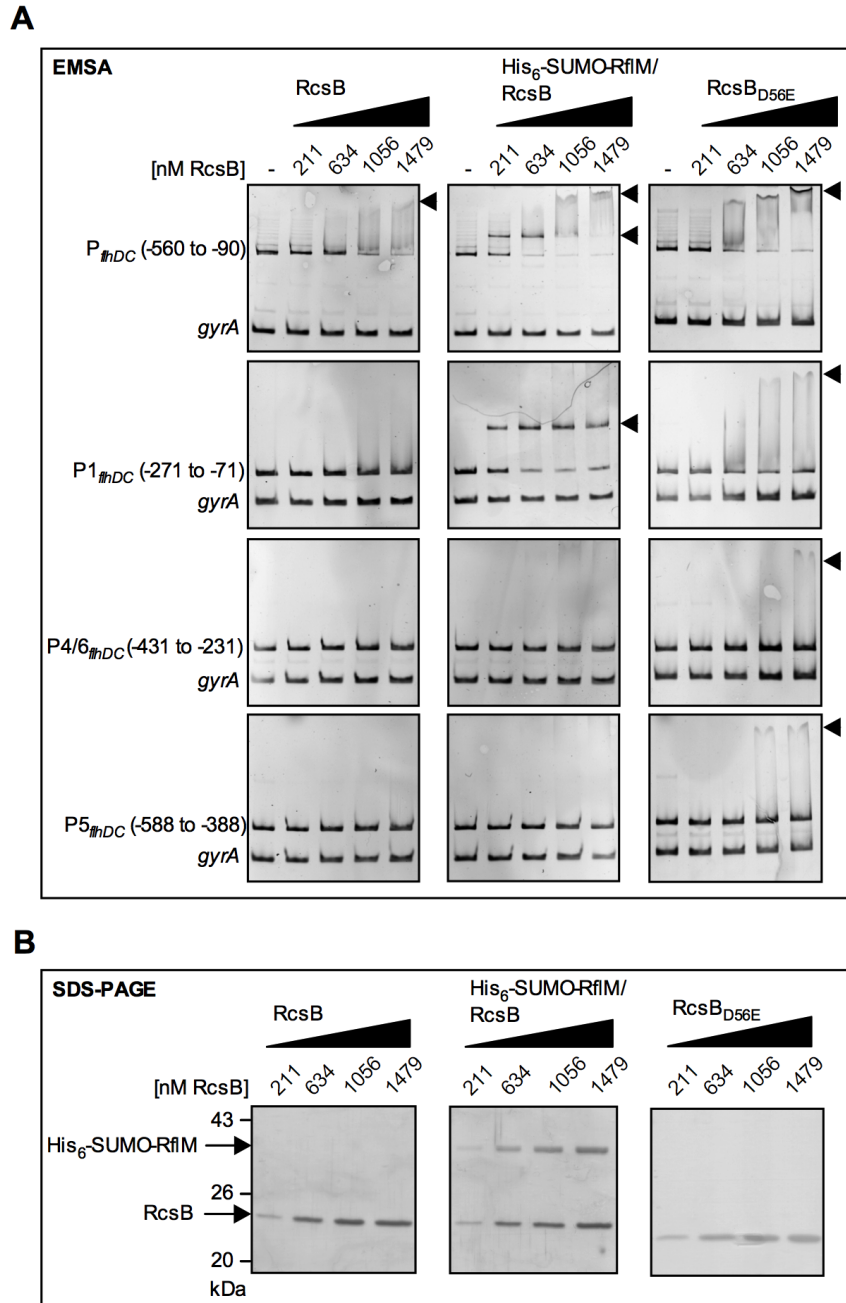 A
EMSA
RcsB
His6-SUMO-RflM/
RcsB
RcsBD56E
[nM RcsB]
- 211 634 1056 1479
- 211 634 1056 1479
- 211 634 1056 1479
PflhDC (-560 to -90)
gyrA
P1flhDC (-271 to -71)
gyrA
P4/6flhDC (-431 to -231)
gyrA
P5flhDC (-588 to -388)
gyrA
B
SDS-PAGE
RcsB
His6-SUMO-RflM/
RcsB
RcsBD56E
[nM RcsB]
211 634 1056 1479
211 634 1056 1479
211 634 1056 1479
43
His6-SUMO-RflM
26
RcsB
20
kDa